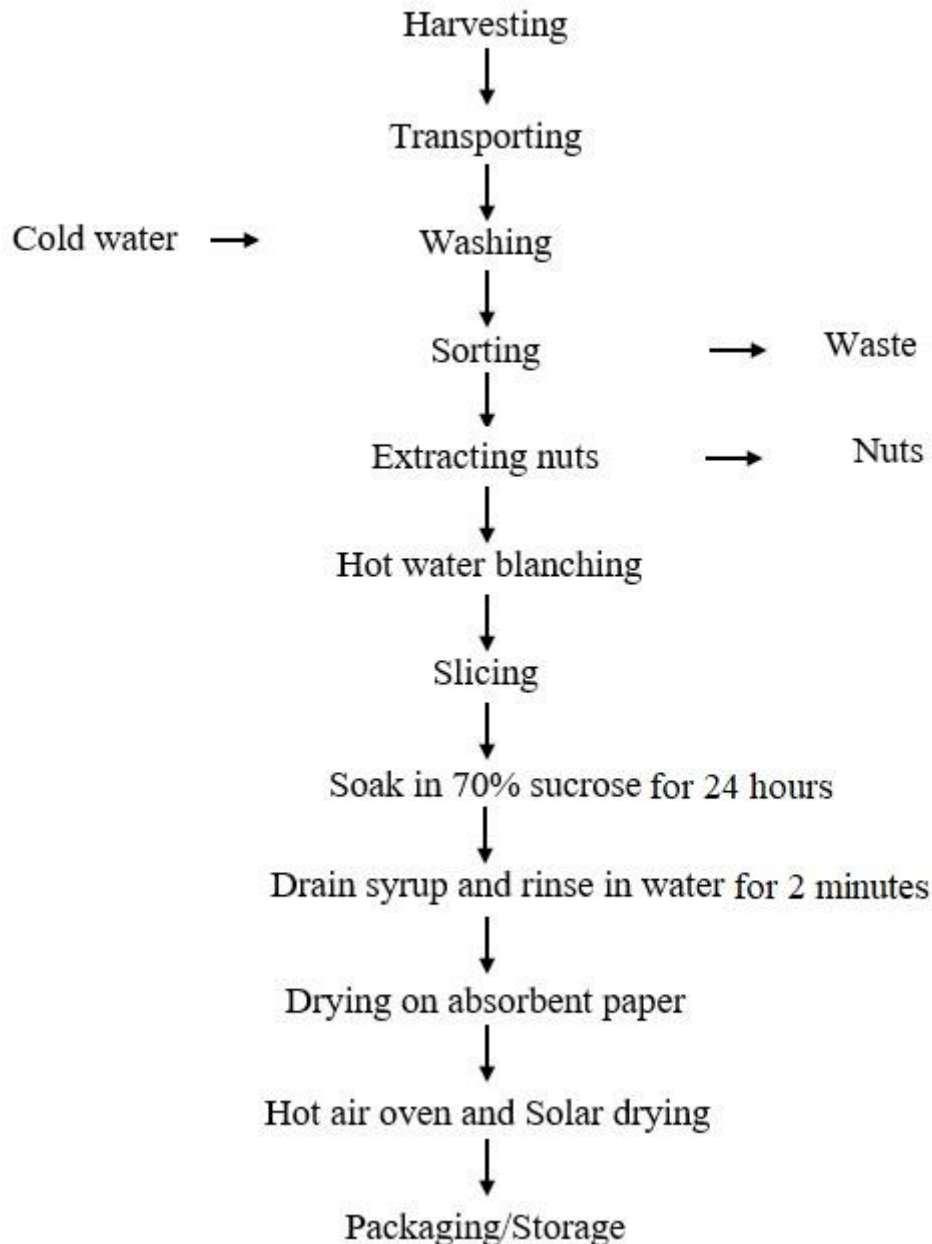 Harvesting
Transporting
Cold water
Washing
Sorting
Waste
Extracting nuts
Nuts
Hot water blanching
Slicing
Soak in 70% sucrose for 24 hours
Drain syrup and rinse in water for 2 minutes
Drying on absorbent paper
Hot air oven and Solar drying
Packaging/Storage